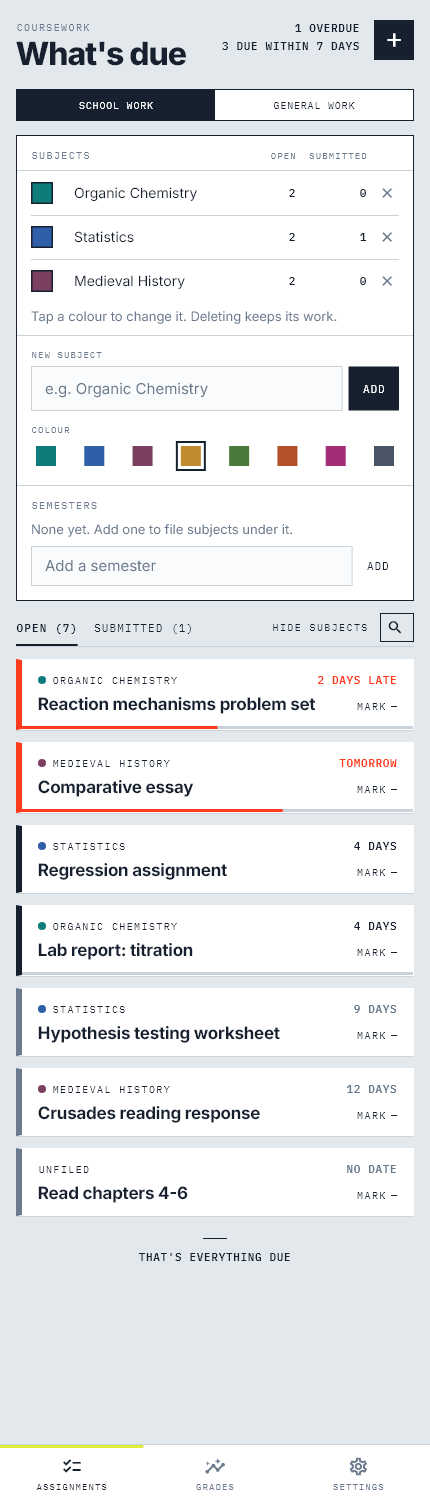 COURSEWORK
What's due
1 OVERDUE
3 DUE WITHIN 7 DAYS
+
SCHOOL WORK GENERAL WORK
SUBJECTS OPEN SUBMITTED
Organic Chemistry 2 0 ×
Statistics 2 1 ×
Medieval History 2 0 ×
Tap a colour to change it. Deleting keeps its work.
NEW SUBJECT
e.g. Organic Chemistry ADD
COLOUR
SEMESTERS
None yet. Add one to file subjects under it.
Add a semester ADD
OPEN (7) SUBMITTED (1) HIDE SUBJECTS
ORGANIC CHEMISTRY 2 DAYS LATE
Reaction mechanisms problem set MARK –
MEDIEVAL HISTORY TOMORROW
Comparative essay MARK –
STATISTICS 4 DAYS
Regression assignment MARK –
ORGANIC CHEMISTRY 4 DAYS
Lab report: titration MARK –
STATISTICS 9 DAYS
Hypothesis testing worksheet MARK –
MEDIEVAL HISTORY 12 DAYS
Crusades reading response MARK –
UNFILED NO DATE
Read chapters 4-6 MARK –
THAT'S EVERYTHING DUE
ASSIGNMENTS GRADES SETTINGS